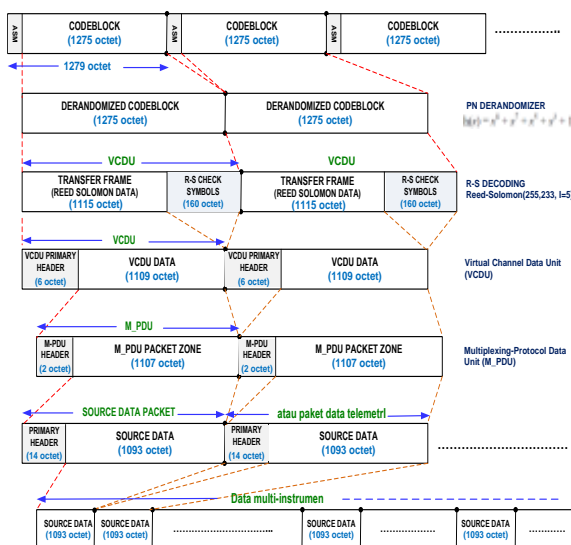 ASM CODEBLOCK ASM CODEBLOCK ASM CODEBLOCK
(1275 octet) (1275 octet) (1275 octet) ....................
1279 octet
DERANDOMIZED CODEBLOCK DERANDOMIZED CODEBLOCK PN DERANDOMIZER
(1275 octet) (1275 octet)
VCDU VCDU
TRANSFER FRAME R-S CHECK TRANSFER FRAME R-S CHECK R-S DECODING
(REED SOLOMON DATA) SYMBOLS (REED SOLOMON DATA) SYMBOLS Reed-Solomon(255,233, I=5)
(1115 octet) (160 octet) (1115 octet) (160 octet)
VCDU
VCDU PRIMARY VCDU DATA VCDU PRIMARY VCDU DATA Virtual Channel Data Unit
HEADER (1109 octet) HEADER (1109 octet) (VCDU)
(6 octet) (6 octet)
M_PDU
M-PDU M_PDU PACKET ZONE M-PDU M_PDU PACKET ZONE Multiplexing-Protocol Data
HEADER (1107 octet) HEADER (1107 octet) Unit (M_PDU)
(2 octet) (2 octet)
SOURCE DATA PACKET atau paket data telemetrI
PRIMARY SOURCE DATA PRIMARY SOURCE DATA
HEADER (1093 octet) HEADER (1093 octet) ....................
(14 octet) (14 octet)
Data multi-instrumen
SOURCE DATA SOURCE DATA .................... SOURCE DATA .................... SOURCE DATA ............
(1093 octet) (1093 octet) (1093 octet) (1093 octet)